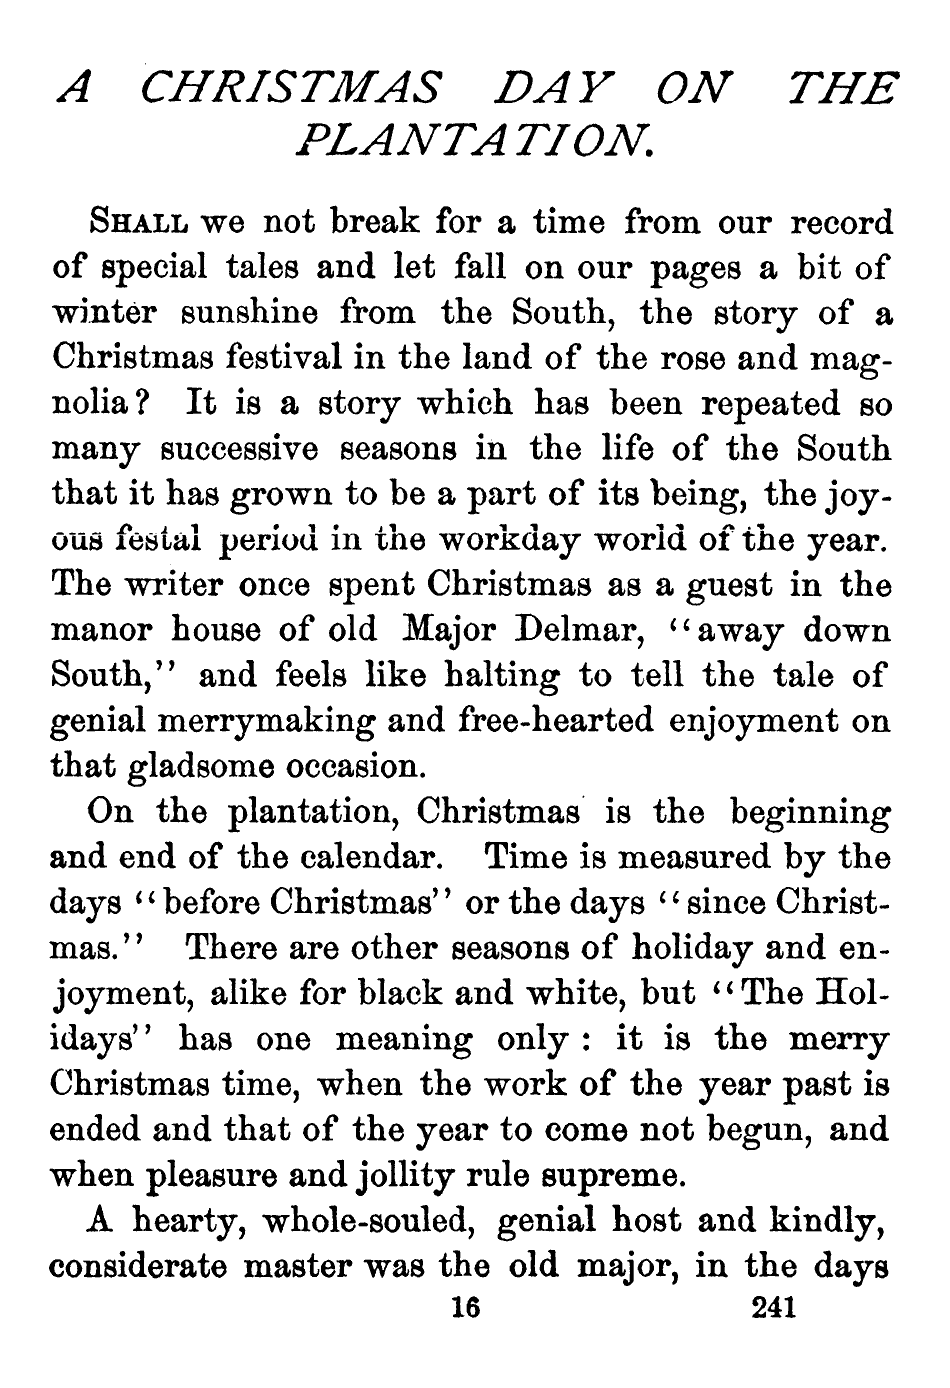 A CHRISTMAS DAY ON THE
PLANTATION.
SHALL we not break for a time from our record
of special tales and let fall on our pages a bit of
winter sunshine from the South, the story of a
Christmas festival in the land of the rose and mag-
nolia? It is a story which has been repeated so
many successive seasons in the life of the South
that it has grown to be a part of its being, the joy-
ous festal period in the workday world of the year.
The writer once spent Christmas as a guest in the
manor house of old Major Delmar, “away down
South,” and feels like halting to tell the tale of
genial merrymaking and free-hearted enjoyment on
that gladsome occasion.
On the plantation, Christmas is the beginning
and end of the calendar. Time is measured by the
days “before Christmas” or the days “since Christ-
mas.” There are other seasons of holiday and en-
joyment, alike for black and white, but “The Hol-
idays” has one meaning only : it is the merry
Christmas time, when the work of the year past is
ended and that of the year to come not begun, and
when pleasure and jollity rule supreme.
A hearty, whole-souled, genial host and kindly,
considerate master was the old major, in the days
16 241